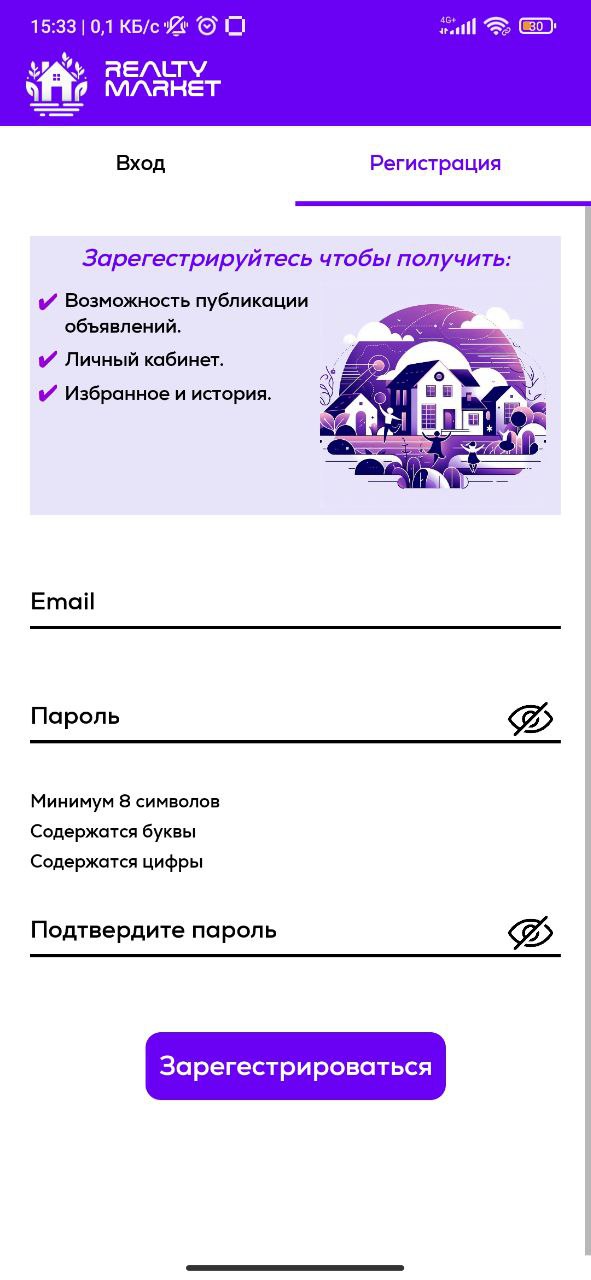 15:33 | 0,1 КБ/с
4G+
30
REALTY
MARKET
Вход
Регистрация
Зарегестрируйтесь чтобы получить:
✔ Возможность публикации
объявлений.
✔ Личный кабинет.
✔ Избранное и история.
Email
Пароль
Минимум 8 символов
Содержатся буквы
Содержатся цифры
Подтвердите пароль
Зарегестрироваться